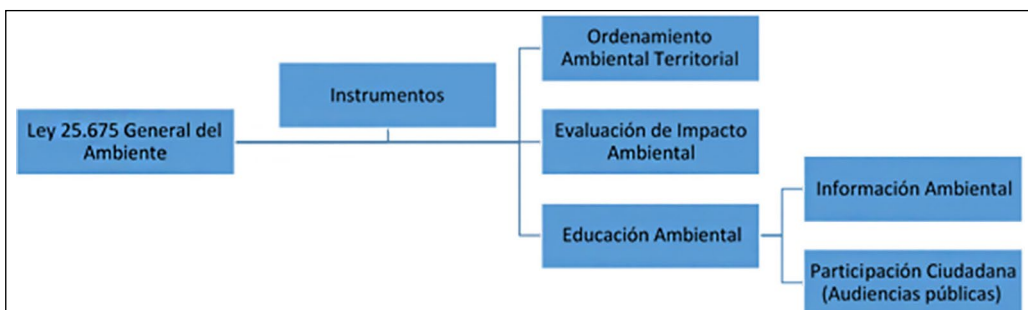 Ordenamiento
Ambiental Territorial
Instrumentos
Ley 25.675 General del
Ambiente
Evaluación de Impacto
Ambiental
Información Ambiental
Educación Ambiental
Participación Ciudadana
(Audiencias públicas)